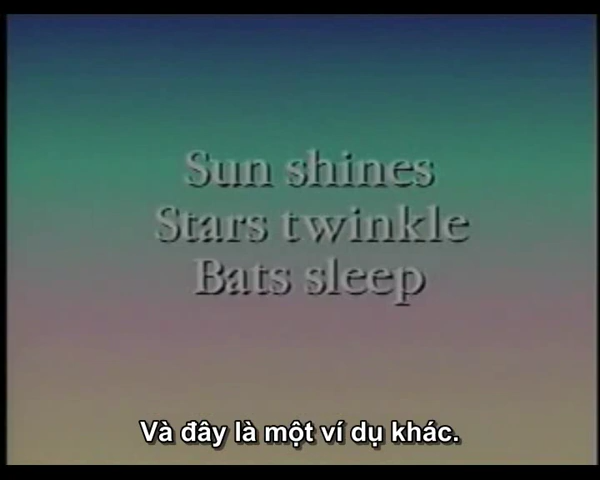 Sun shines
Stars twinkle
Bats sleep
Và đây là một ví dụ khác.